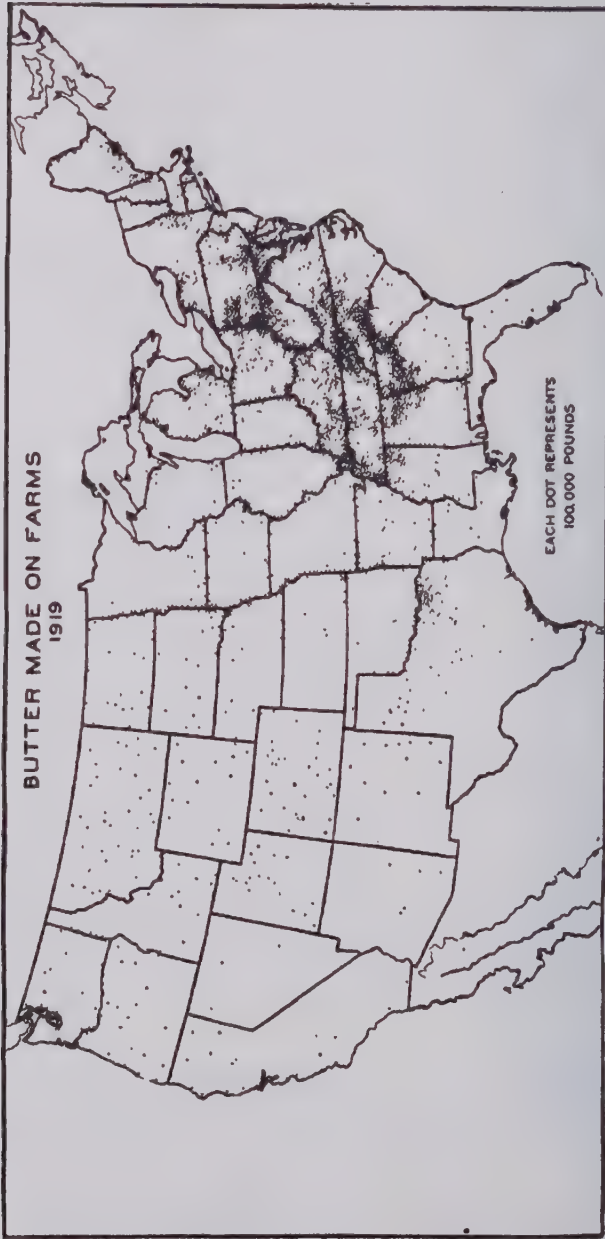 BUTTER MADE ON FARMS
1919
EACH DOT REPRESENTS
100,000 POUNDS